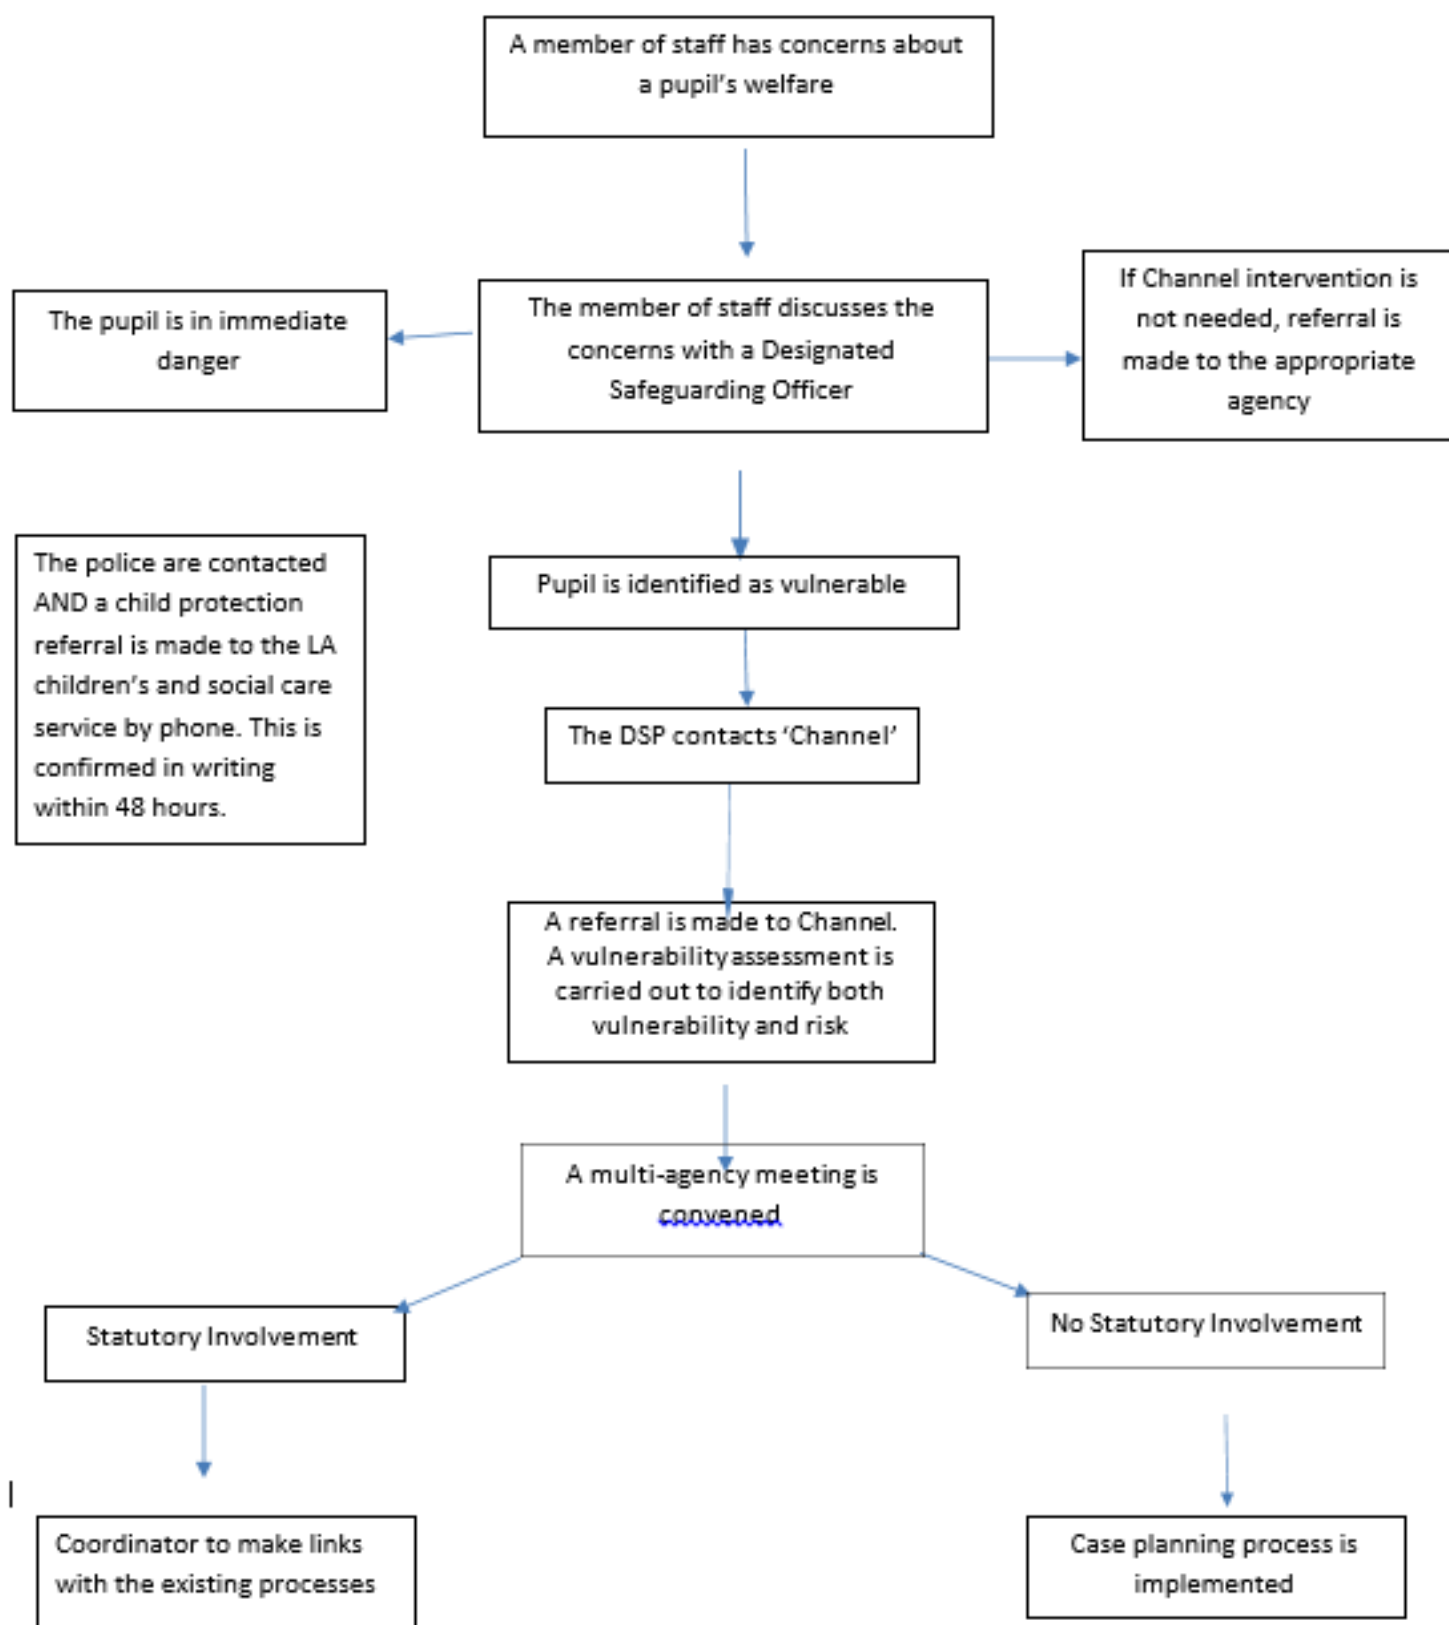 A member of staff has concerns about
a pupil's welfare
The pupil is in immediate
danger
The member of staff discusses the
concerns with a Designated
Safeguarding Officer
If Channel intervention is
not needed, referral is
made to the appropriate
agency
The police are contacted
AND a child protection
referral is made to the LA
children's and social care
service by phone. This is
confirmed in writing
within 48 hours.
Pupil is identified as vulnerable
The DSP contacts ‘Channel’
A referral is made to Channel.
A vulnerability assessment is
carried out to identify both
vulnerability and risk
A multi-agency meeting is
convened
Statutory Involvement
No Statutory Involvement
Coordinator to make links
with the existing processes
Case planning process is
implemented